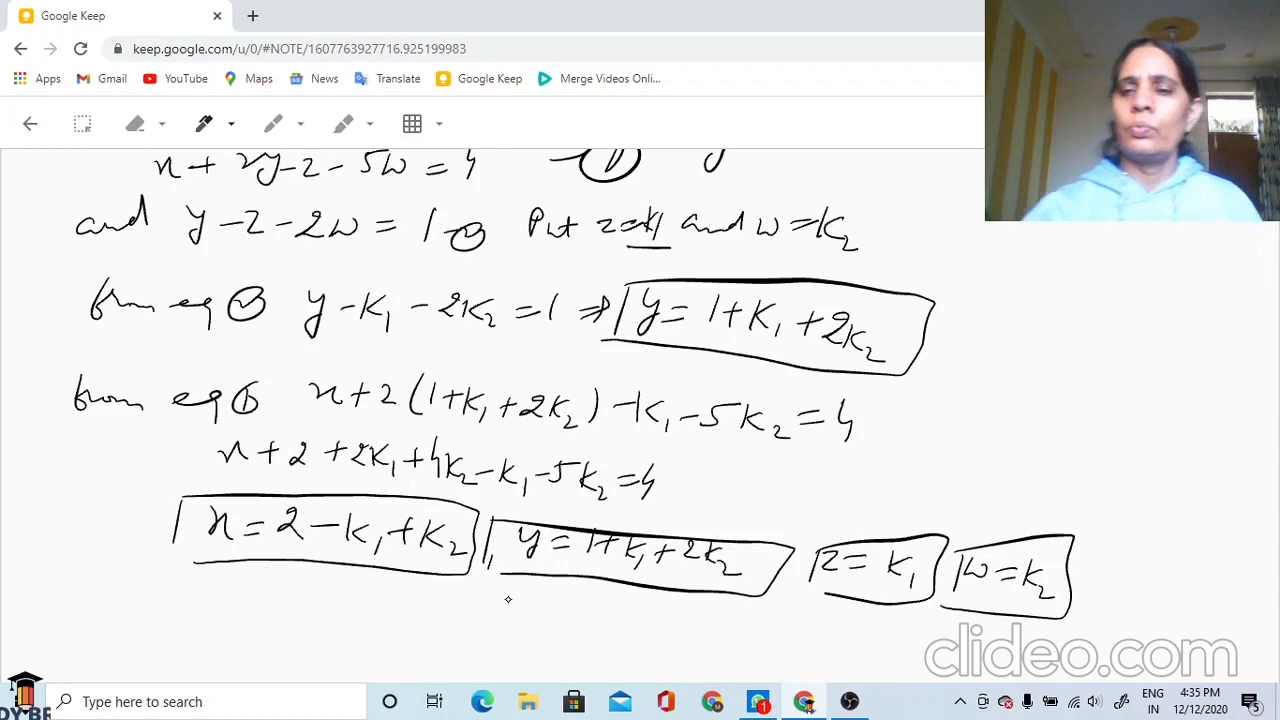 Google Keep
keep.google.com/u/0/#NOTE/1607763927716.925199983
Apps Gmail YouTube Maps News Translate Google Keep Merge Videos Onli...
x + 2y - z - 5w = 4 ①
and y - z - 2w = 1 ② Put z = k1 and w = k2
from eq ② y - k1 - 2k2 = 1 ⇒ y = 1 + k1 + 2k2
from eq ① x + 2(1 + k1 + 2k2) - k1 - 5k2 = 4
x + 2 + 2k1 + 4k2 - k1 - 5k2 = 4
x = 2 - k1 + k2, y = 1 + k1 + 2k2 z = k1 w = k2
clideo.com
Type here to search
ENG
IN
4:35 PM
12/12/2020